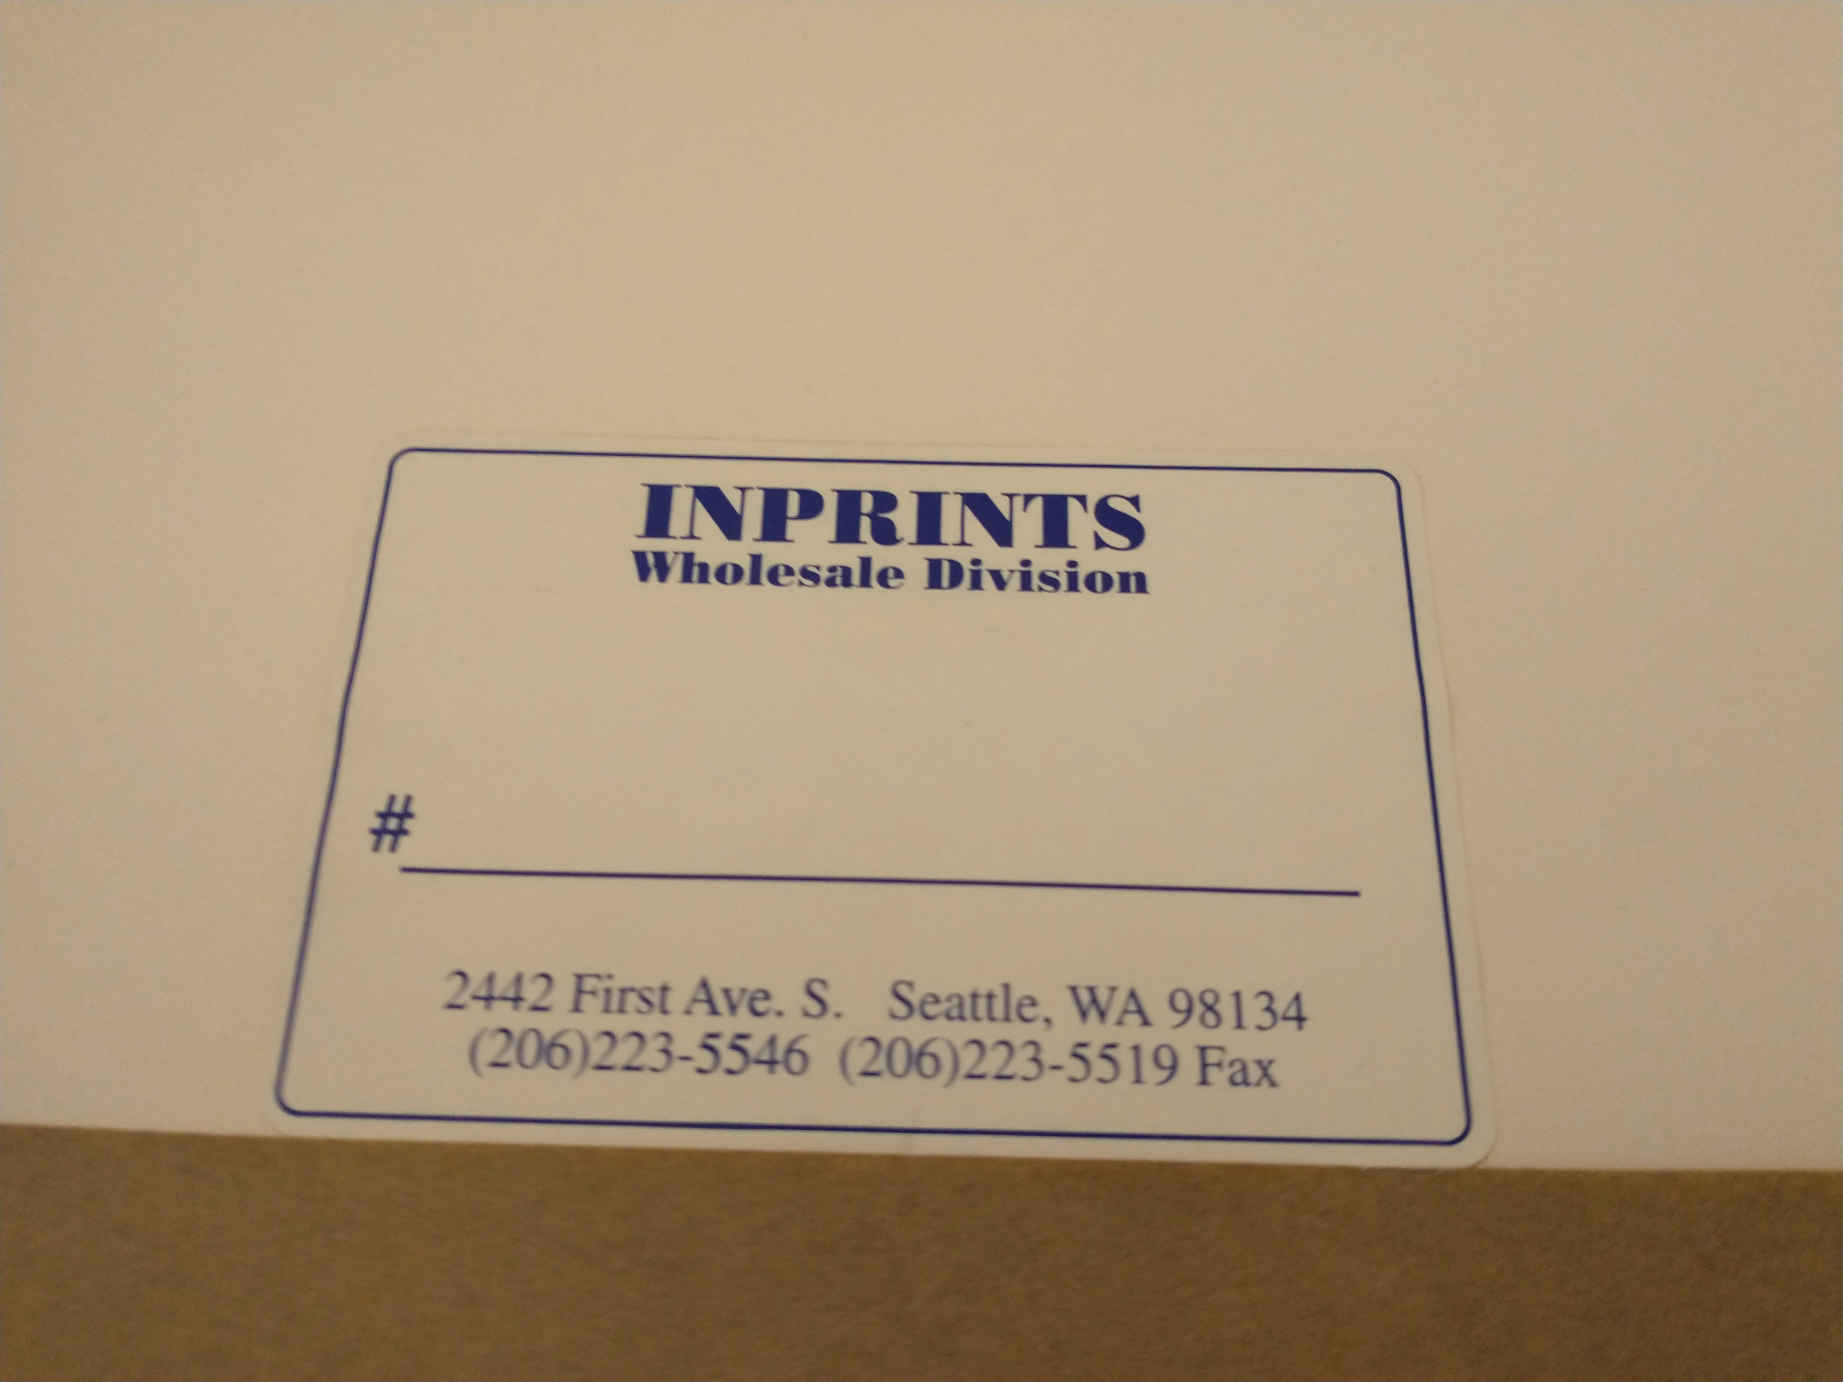 INPRINTS
Wholesale Division
#
2442 First Ave. S. Seattle, WA 98134
(206)223-5546 (206)223-5519 Fax